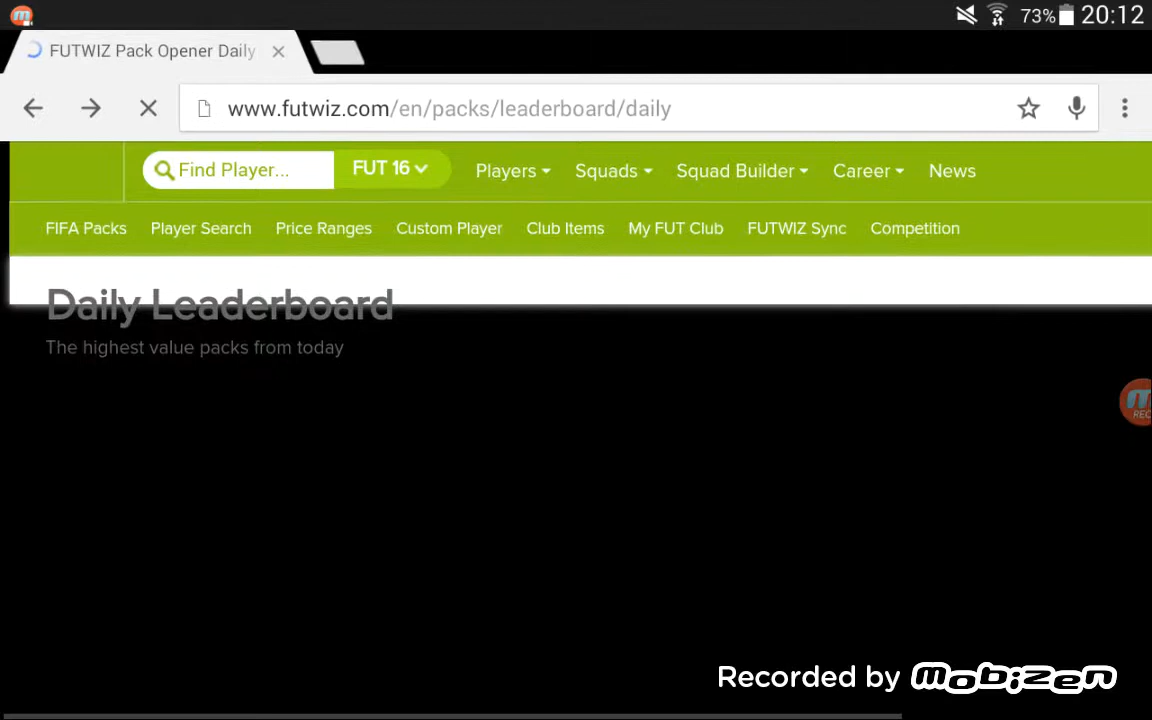 73% 20:12
FUTWIZ Pack Opener Daily
www.futwiz.com/en/packs/leaderboard/daily
Find Player... FUT 16 Players Squads Squad Builder Career News
FIFA Packs Player Search Price Ranges Custom Player Club Items My FUT Club FUTWIZ Sync Competition
Daily Leaderboard
The highest value packs from today
REC
Recorded by mobizen